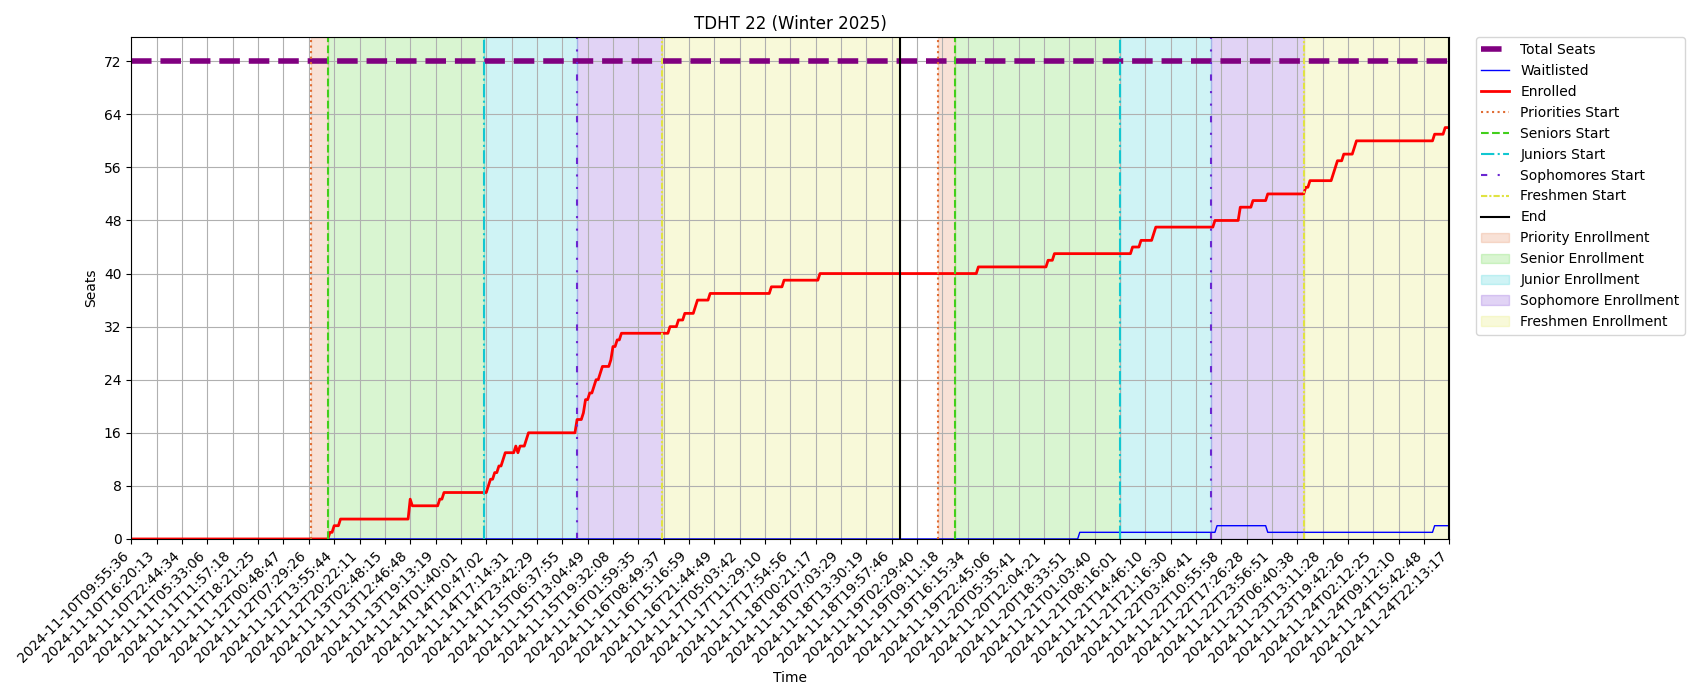 TDHT 22 (Winter 2025)
Seats
72
64
56
48
40
32
24
16
8
0
2024-11-10T09:55:36
2024-11-10T16:20:13
2024-11-10T22:44:34
2024-11-11T05:33:06
2024-11-11T11:57:18
2024-11-11T18:21:25
2024-11-12T00:48:47
2024-11-12T07:29:26
2024-11-12T13:55:44
2024-11-12T20:22:11
2024-11-13T02:48:15
2024-11-13T12:46:48
2024-11-13T19:13:19
2024-11-14T01:40:01
2024-11-14T10:47:02
2024-11-14T17:14:31
2024-11-14T23:42:29
2024-11-15T06:37:55
2024-11-15T13:04:49
2024-11-15T19:32:08
2024-11-16T01:59:35
2024-11-16T08:49:37
2024-11-16T15:16:59
2024-11-16T21:44:49
2024-11-17T05:03:42
2024-11-17T11:29:10
2024-11-17T17:54:56
2024-11-18T00:21:17
2024-11-18T07:03:29
2024-11-18T13:30:19
2024-11-18T19:57:46
2024-11-19T02:29:40
2024-11-19T09:11:18
2024-11-19T16:15:34
2024-11-19T22:45:06
2024-11-20T05:35:41
2024-11-20T12:04:21
2024-11-20T18:33:51
2024-11-21T01:03:40
2024-11-21T08:16:01
2024-11-21T14:46:10
2024-11-21T21:16:30
2024-11-22T03:46:41
2024-11-22T10:55:58
2024-11-22T17:26:28
2024-11-22T23:56:51
2024-11-23T06:40:38
2024-11-23T13:11:28
2024-11-23T19:42:26
2024-11-24T02:12:25
2024-11-24T09:12:10
2024-11-24T15:42:48
2024-11-24T22:13:17
Time
Total Seats
Waitlisted
Enrolled
Priorities Start
Seniors Start
Juniors Start
Sophomores Start
Freshmen Start
End
Priority Enrollment
Senior Enrollment
Junior Enrollment
Sophomore Enrollment
Freshmen Enrollment